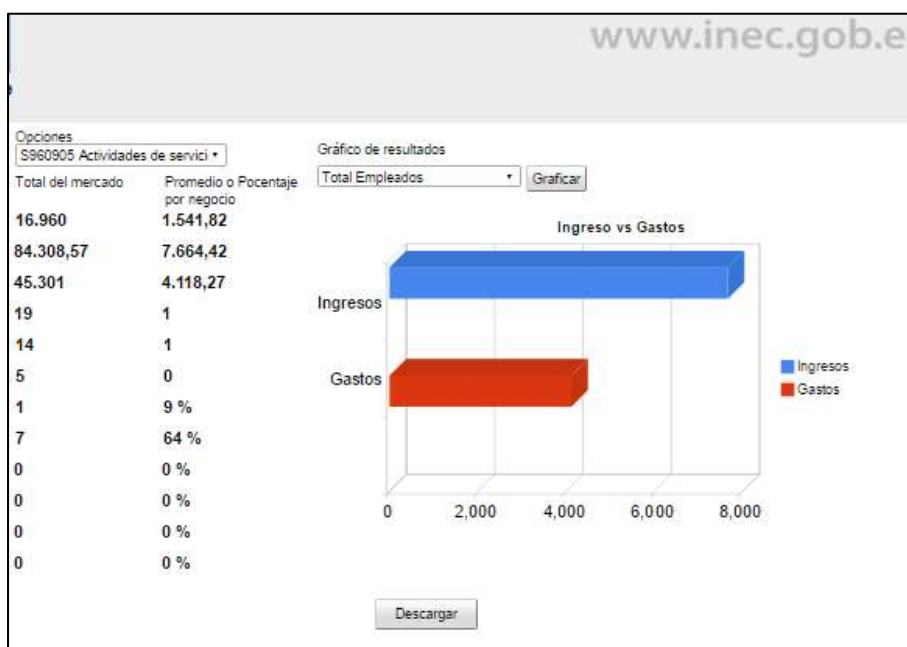 www.inec.gob.e
Opciones
S960905 Actividades de servici
Total del mercado Promedio o Pocentaje
por negocio
16.960 1.541,82
84.308,57 7.664,42
45.301 4.118,27
19 1
14 1
5 0
1 9 %
7 64 %
0 0 %
0 0 %
0 0 %
0 0 %
Gráfico de resultados
Total Empleados Graficar
Ingreso vs Gastos
Ingresos
Gastos
0 2,000 4,000 6,000 8,000
Ingresos
Gastos
Descargar